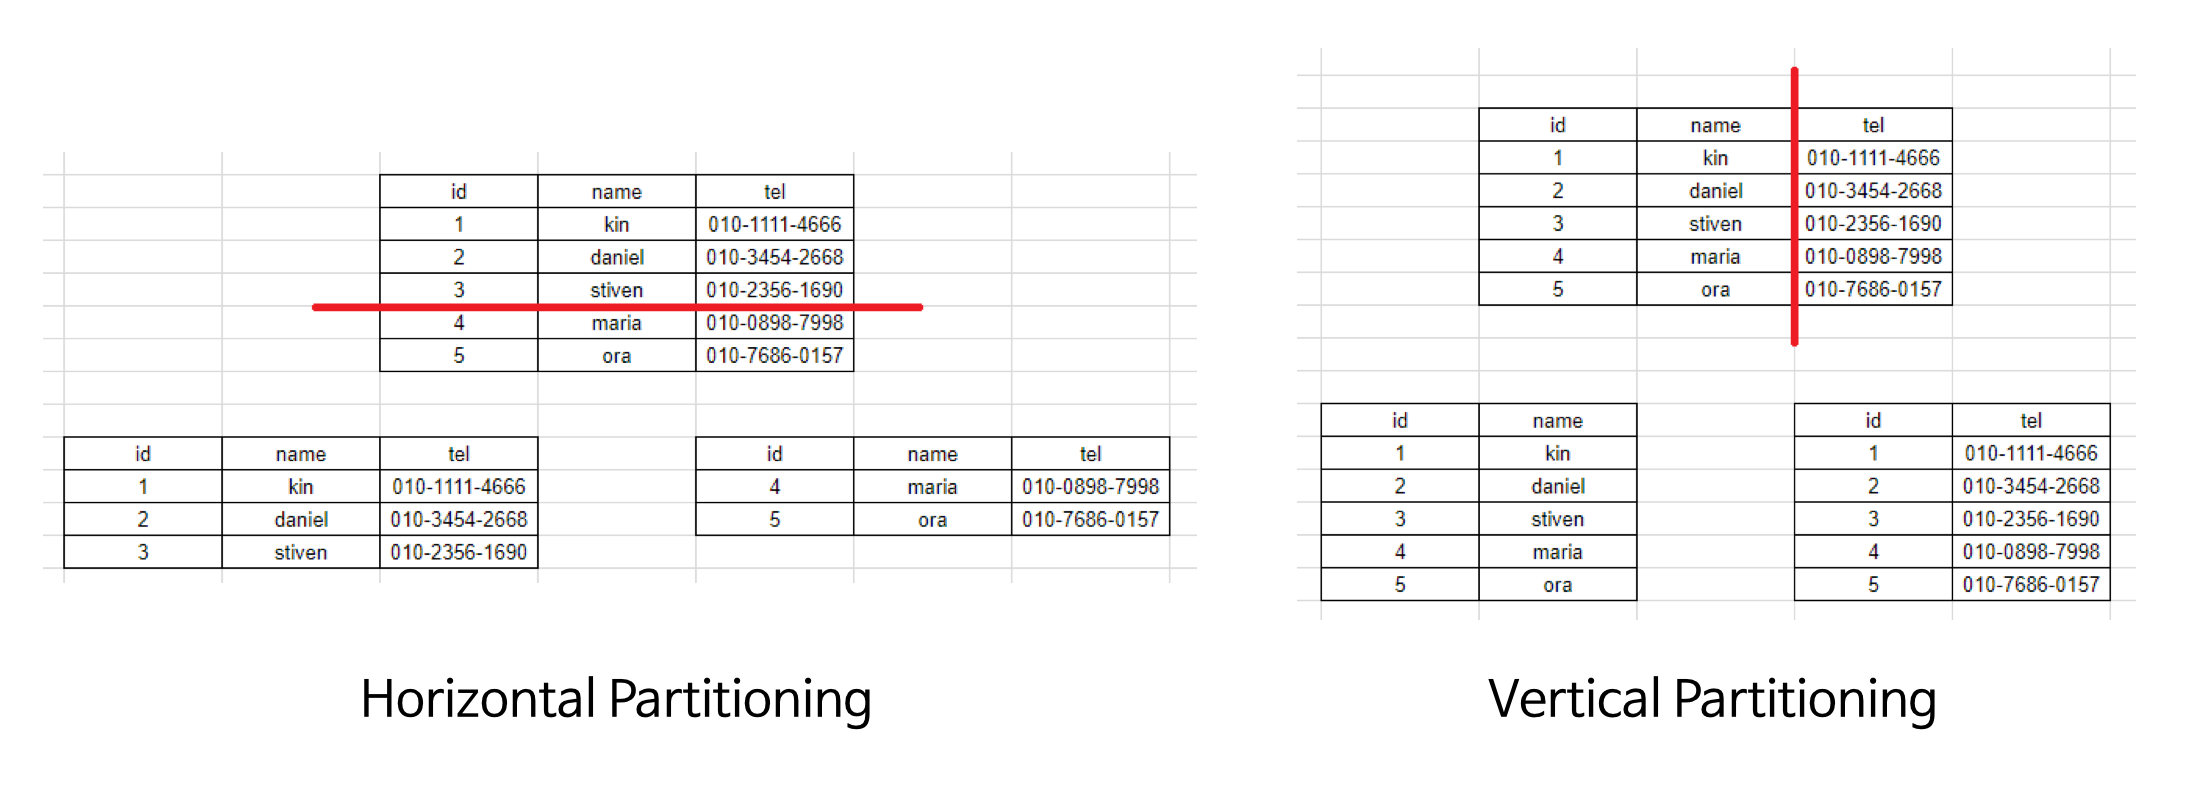 id name tel
1 kin 010-1111-4666
2 daniel 010-3454-2668
3 stiven 010-2356-1690
4 maria 010-0898-7998
5 ora 010-7686-0157
id name tel
1 kin 010-1111-4666
2 daniel 010-3454-2668
3 stiven 010-2356-1690
id name tel
4 maria 010-0898-7998
5 ora 010-7686-0157
Horizontal Partitioning
id name tel
1 kin 010-1111-4666
2 daniel 010-3454-2668
3 stiven 010-2356-1690
4 maria 010-0898-7998
5 ora 010-7686-0157
id name
1 kin
2 daniel
3 stiven
4 maria
5 ora
id tel
1 010-1111-4666
2 010-3454-2668
3 010-2356-1690
4 010-0898-7998
5 010-7686-0157
Vertical Partitioning